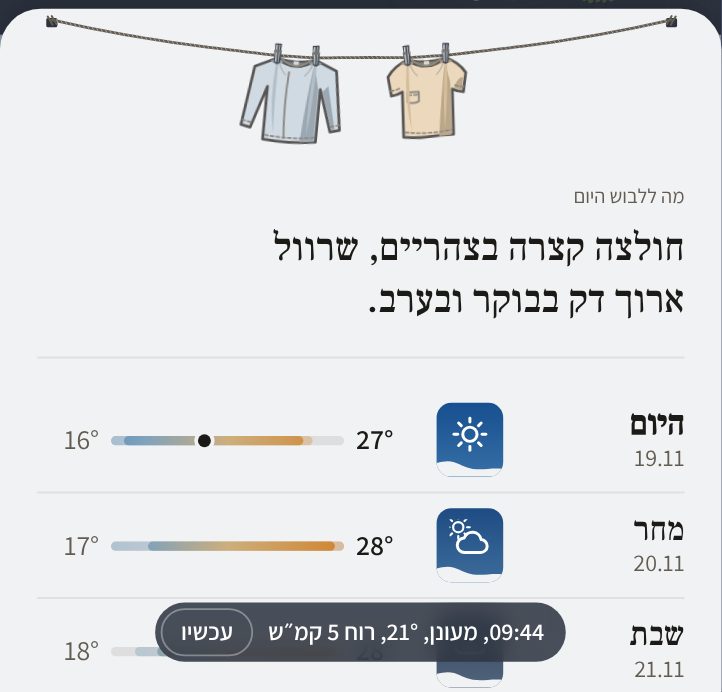 מה ללבוש היום
חולצה קצרה בצהריים, שרוול
ארוך דק בבוקר ובערב.
היום
19.11
27°
16°
מחר
20.11
28°
17°
שבת
21.11
28
18°
09:44, מעונן, 21°, רוח 5 קמ״ש
עכשיו